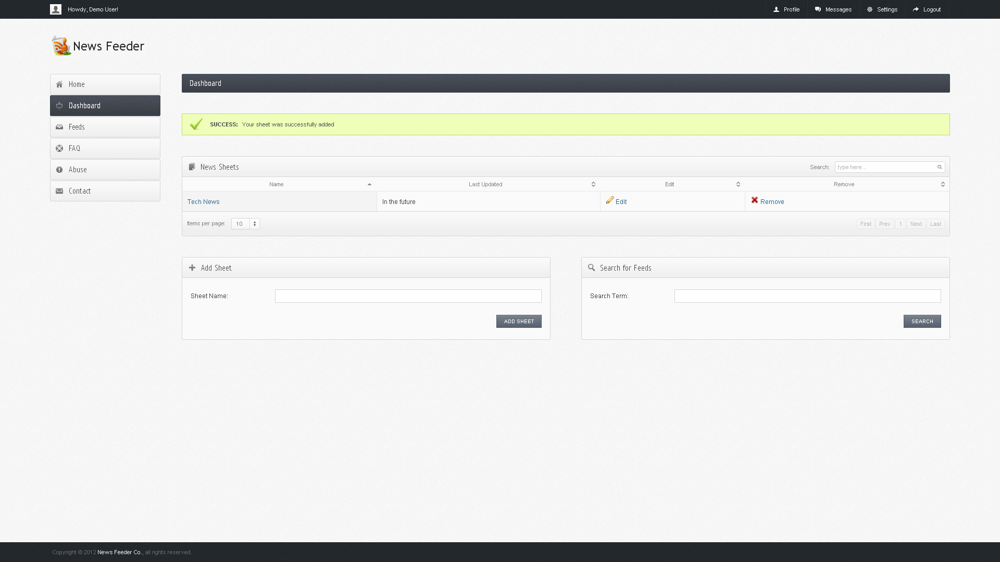 Howdy, Demo User!
Profile
Messages
Settings
Logout
News Feeder
Home
Dashboard
Feeds
FAQ
Abuse
Contact
Dashboard
SUCCESS: Your sheet was successfully added
News Sheets
Search: type here...
Name Last Updated Edit Remove
Tech News In the future Edit Remove
Items per page: 10
First Prev 1 Next Last
Add Sheet
Sheet Name:
ADD SHEET
Search for Feeds
Search Term:
SEARCH
Copyright © 2012 News Feeder Co., all rights reserved.